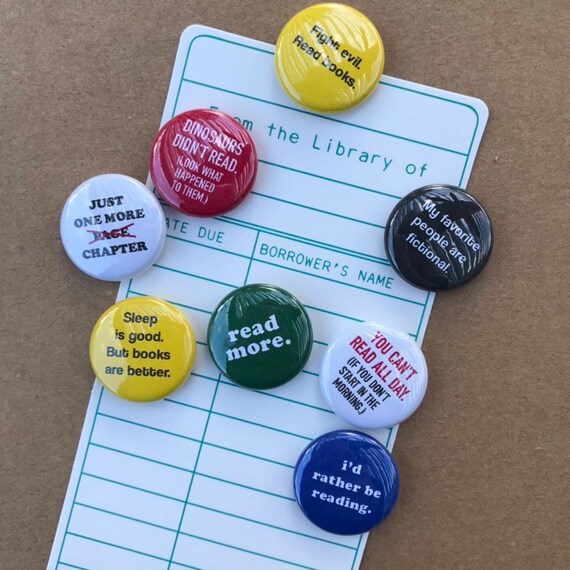 Fight evil.
Read books.
From the Library of
DINOSAURS
DIDN'T READ.
(LOOK WHAT
HAPPENED
TO THEM.)
JUST
ONE MORE
PAGE
CHAPTER
My favorite
people are
fictional.
ATE DUE
BORROWER'S NAME
Sleep
is good.
But books
are better.
read
more.
YOU CAN'T
READ ALL DAY.
(IF YOU DON'T
START IN THE
MORNING.)
i'd
rather be
reading.